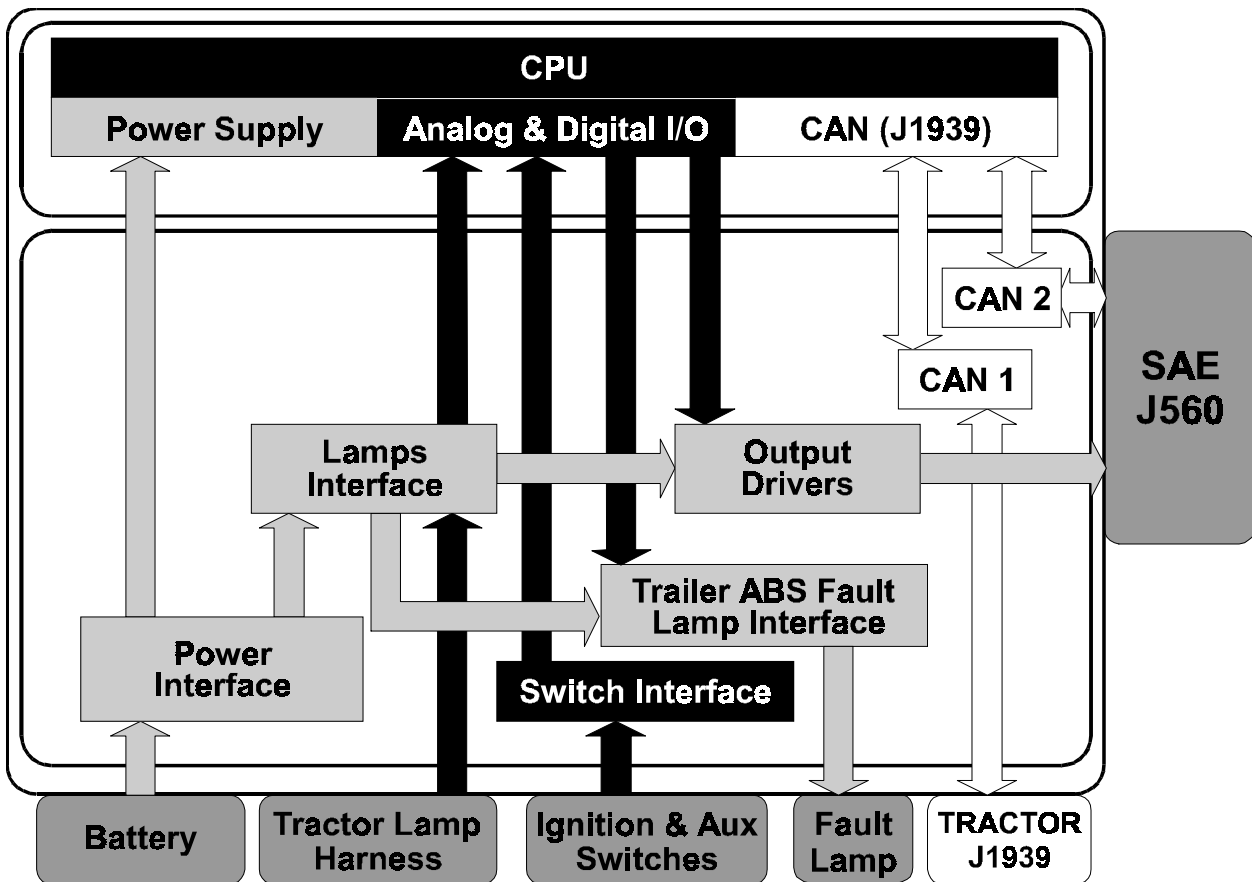 CPU
Power Supply
Analog & Digital I/O
CAN (J1939)
CAN 2
SAE
J560
CAN 1
Lamps
Interface
Output
Drivers
Trailer ABS Fault
Lamp Interface
Power
Interface
Switch Interface
Battery
Tractor Lamp
Harness
Ignition & Aux
Switches
Fault
Lamp
TRACTOR
J1939